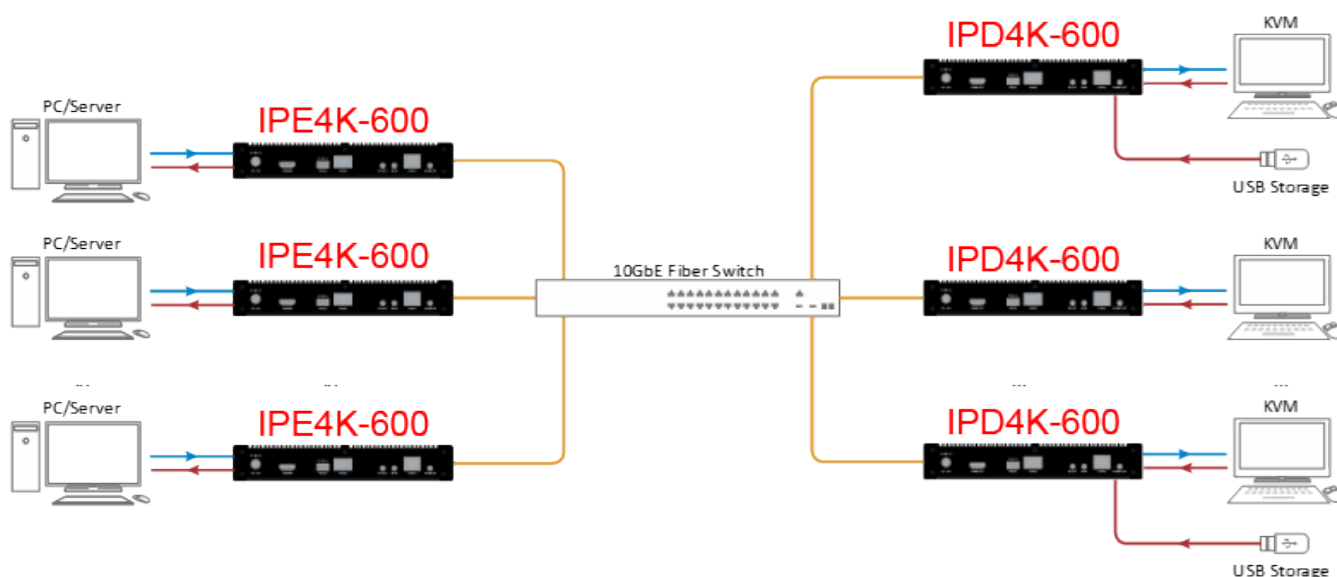 IPD4K-600
KVM
PC/Server
IPE4K-600
USB Storage
PC/Server
IPE4K-600
10GbE Fiber Switch
IPD4K-600
KVM
...
...
...
...
PC/Server
IPE4K-600
IPD4K-600
KVM
USB Storage